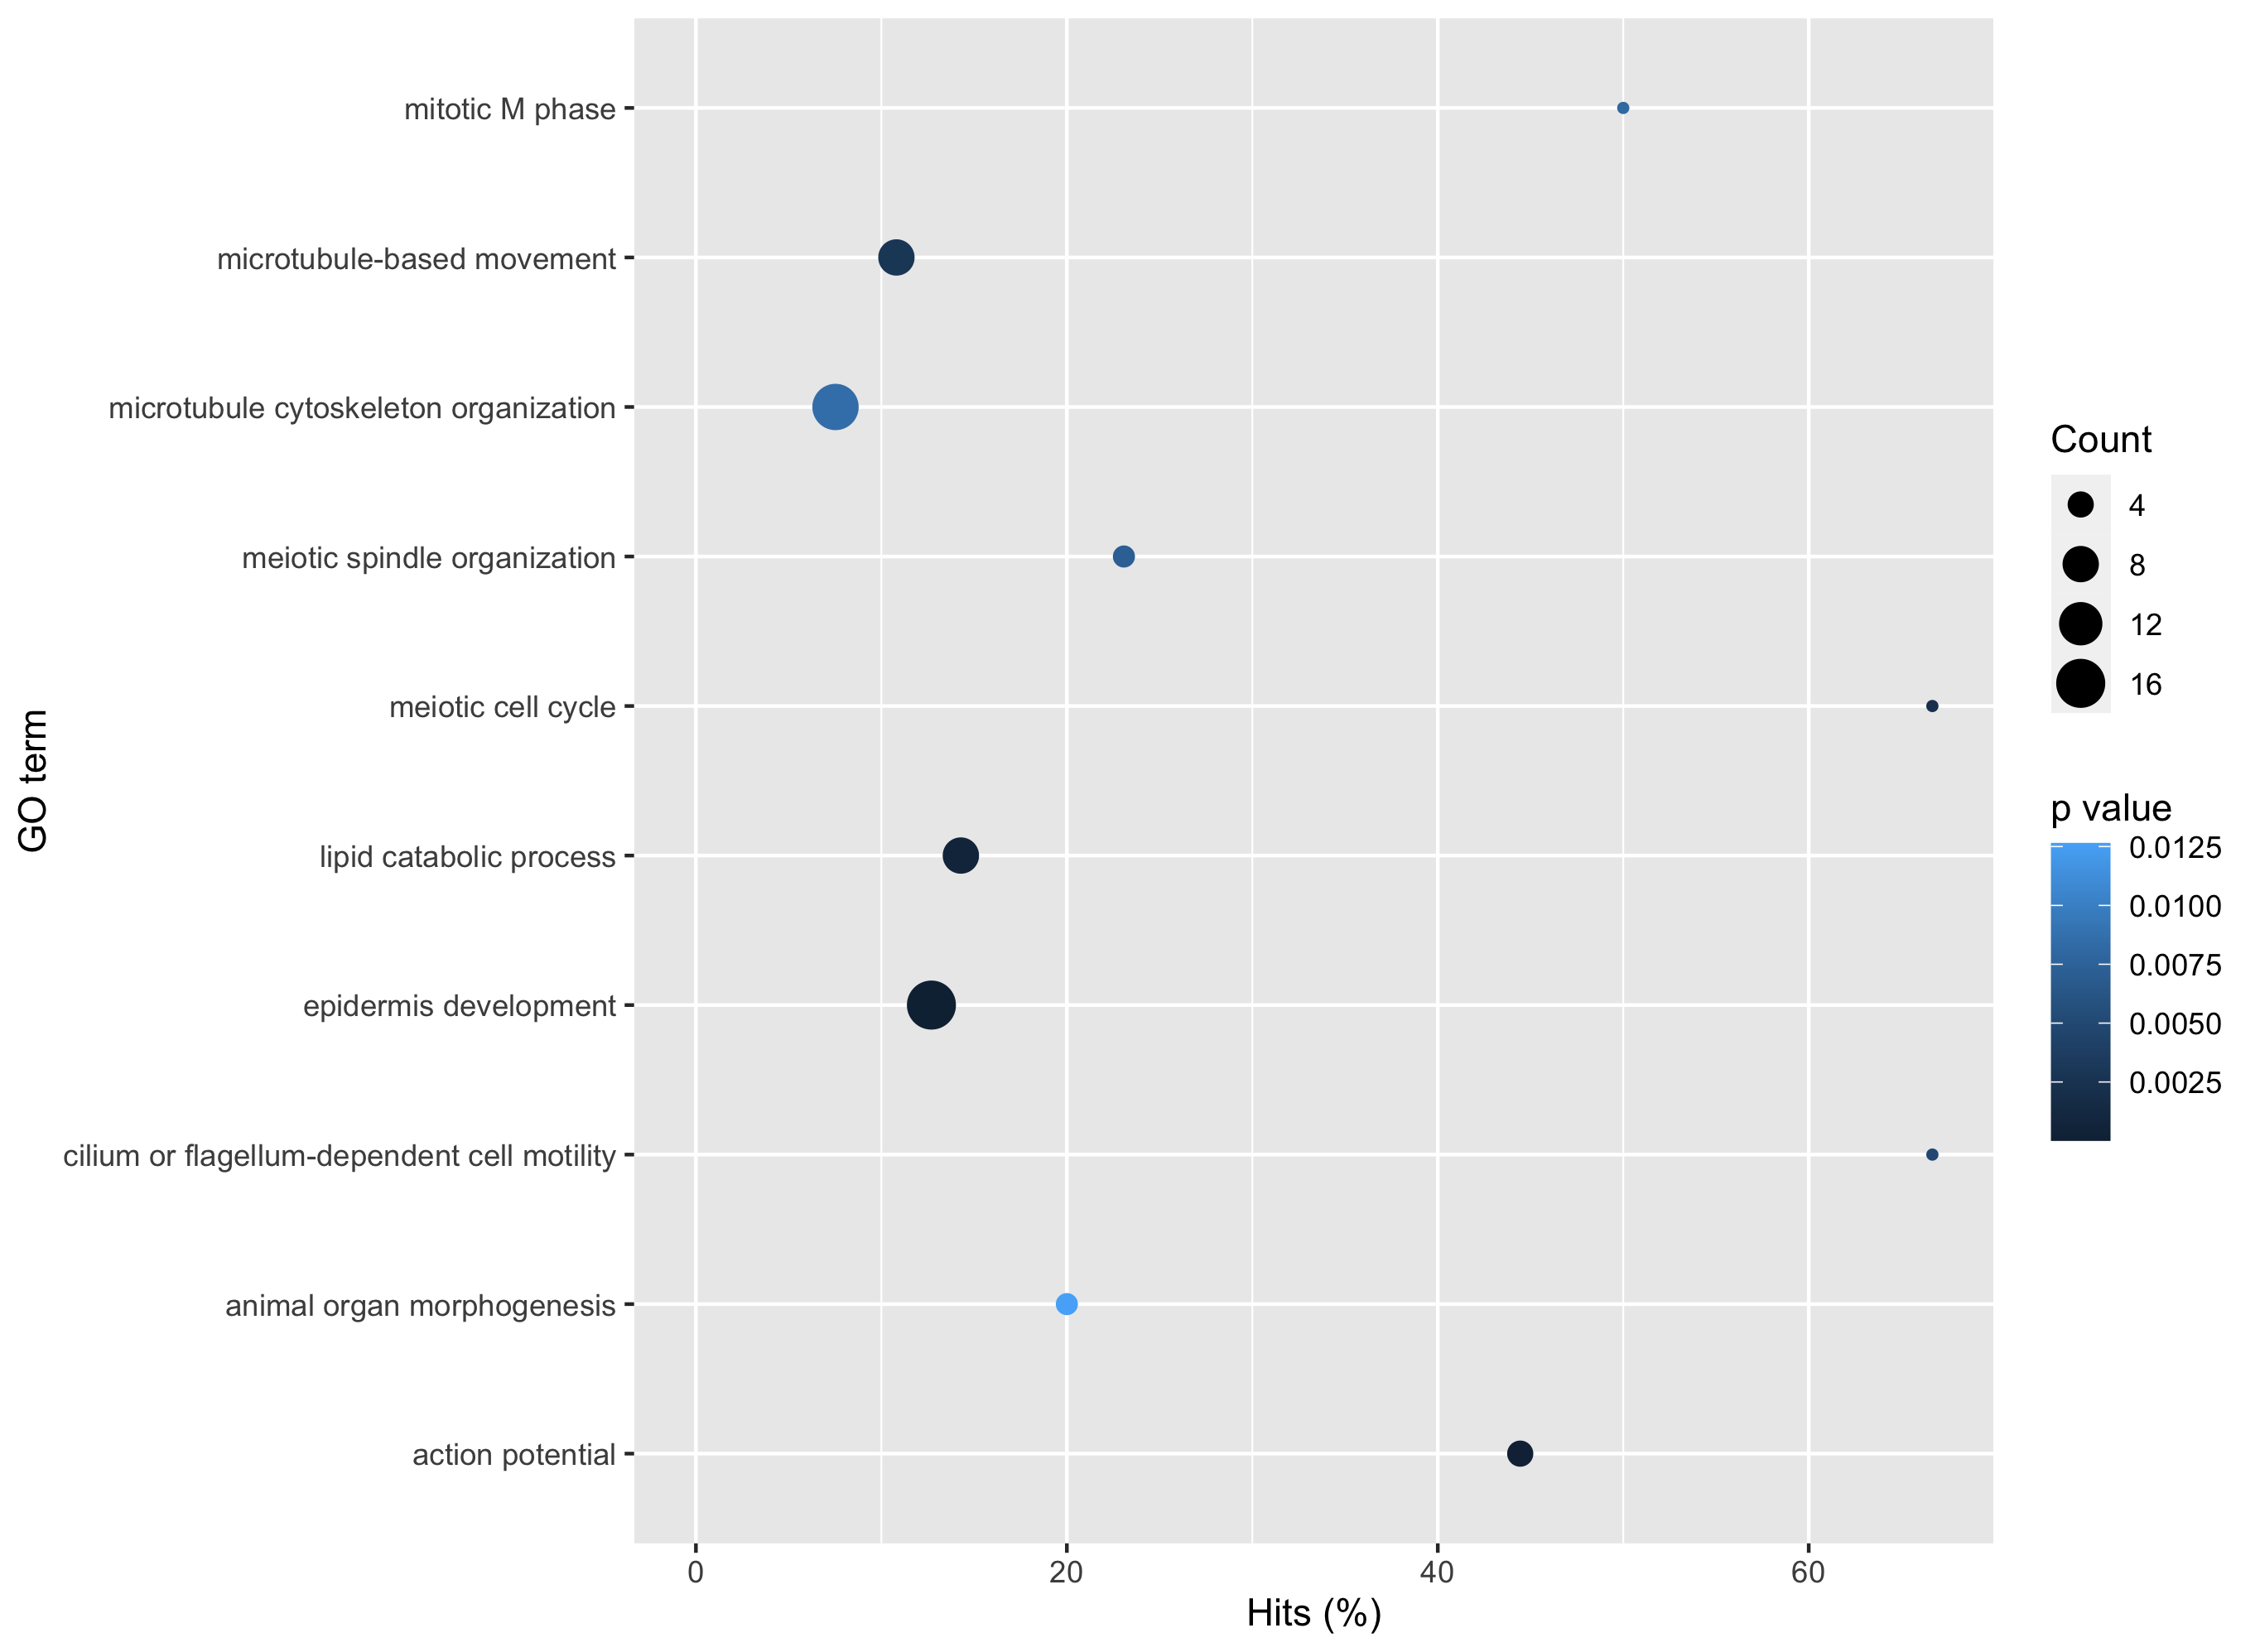 mitotic M phase
microtubule-based movement
microtubule cytoskeleton organization
meiotic spindle organization
meiotic cell cycle
lipid catabolic process
epidermis development
cilium or flagellum-dependent cell motility
animal organ morphogenesis
action potential
GO term
0 20 40 60
Hits (%)
Count
4
8
12
16
p value
0.0125
0.0100
0.0075
0.0050
0.0025